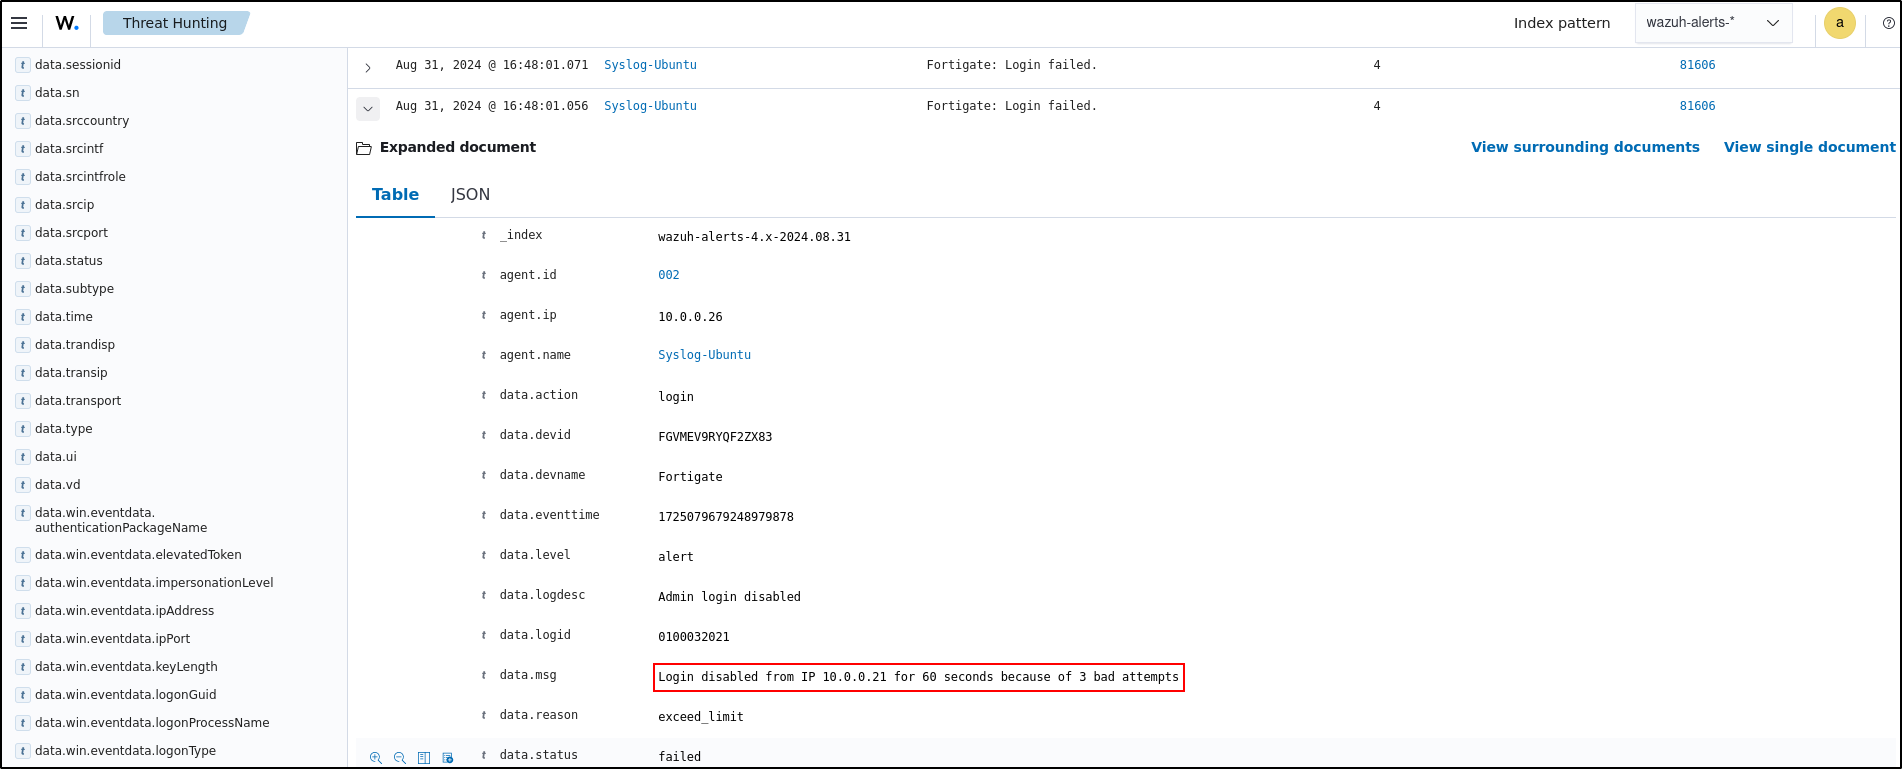 W. Threat Hunting Index pattern wazuh-alerts-* a
t data.sessionid
t data.sn
t data.srccountry
t data.srcintf
t data.srcintfrole
t data.srcip
t data.srcport
t data.status
t data.subtype
t data.time
t data.trandisp
t data.transip
t data.transport
t data.type
t data.ui
t data.vd
t data.win.eventdata.
authenticationPackageName
t data.win.eventdata.elevatedToken
t data.win.eventdata.impersonationLevel
t data.win.eventdata.ipAddress
t data.win.eventdata.ipPort
t data.win.eventdata.keyLength
t data.win.eventdata.logonGuid
t data.win.eventdata.logonProcessName
t data.win.eventdata.logonType
Aug 31, 2024 @ 16:48:01.071 Syslog-Ubuntu Fortigate: Login failed. 4 81606
Aug 31, 2024 @ 16:48:01.056 Syslog-Ubuntu Fortigate: Login failed. 4 81606
Expanded document View surrounding documents View single document
Table JSON
t _index wazuh-alerts-4.x-2024.08.31
t agent.id 002
t agent.ip 10.0.0.26
t agent.name Syslog-Ubuntu
t data.action login
t data.devid FGVMEV9RYQF2ZX83
t data.devname Fortigate
t data.eventtime 1725079679248979878
t data.level alert
t data.logdesc Admin login disabled
t data.logid 0100032021
t data.msg Login disabled from IP 10.0.0.21 for 60 seconds because of 3 bad attempts
t data.reason exceed_limit
t data.status failed